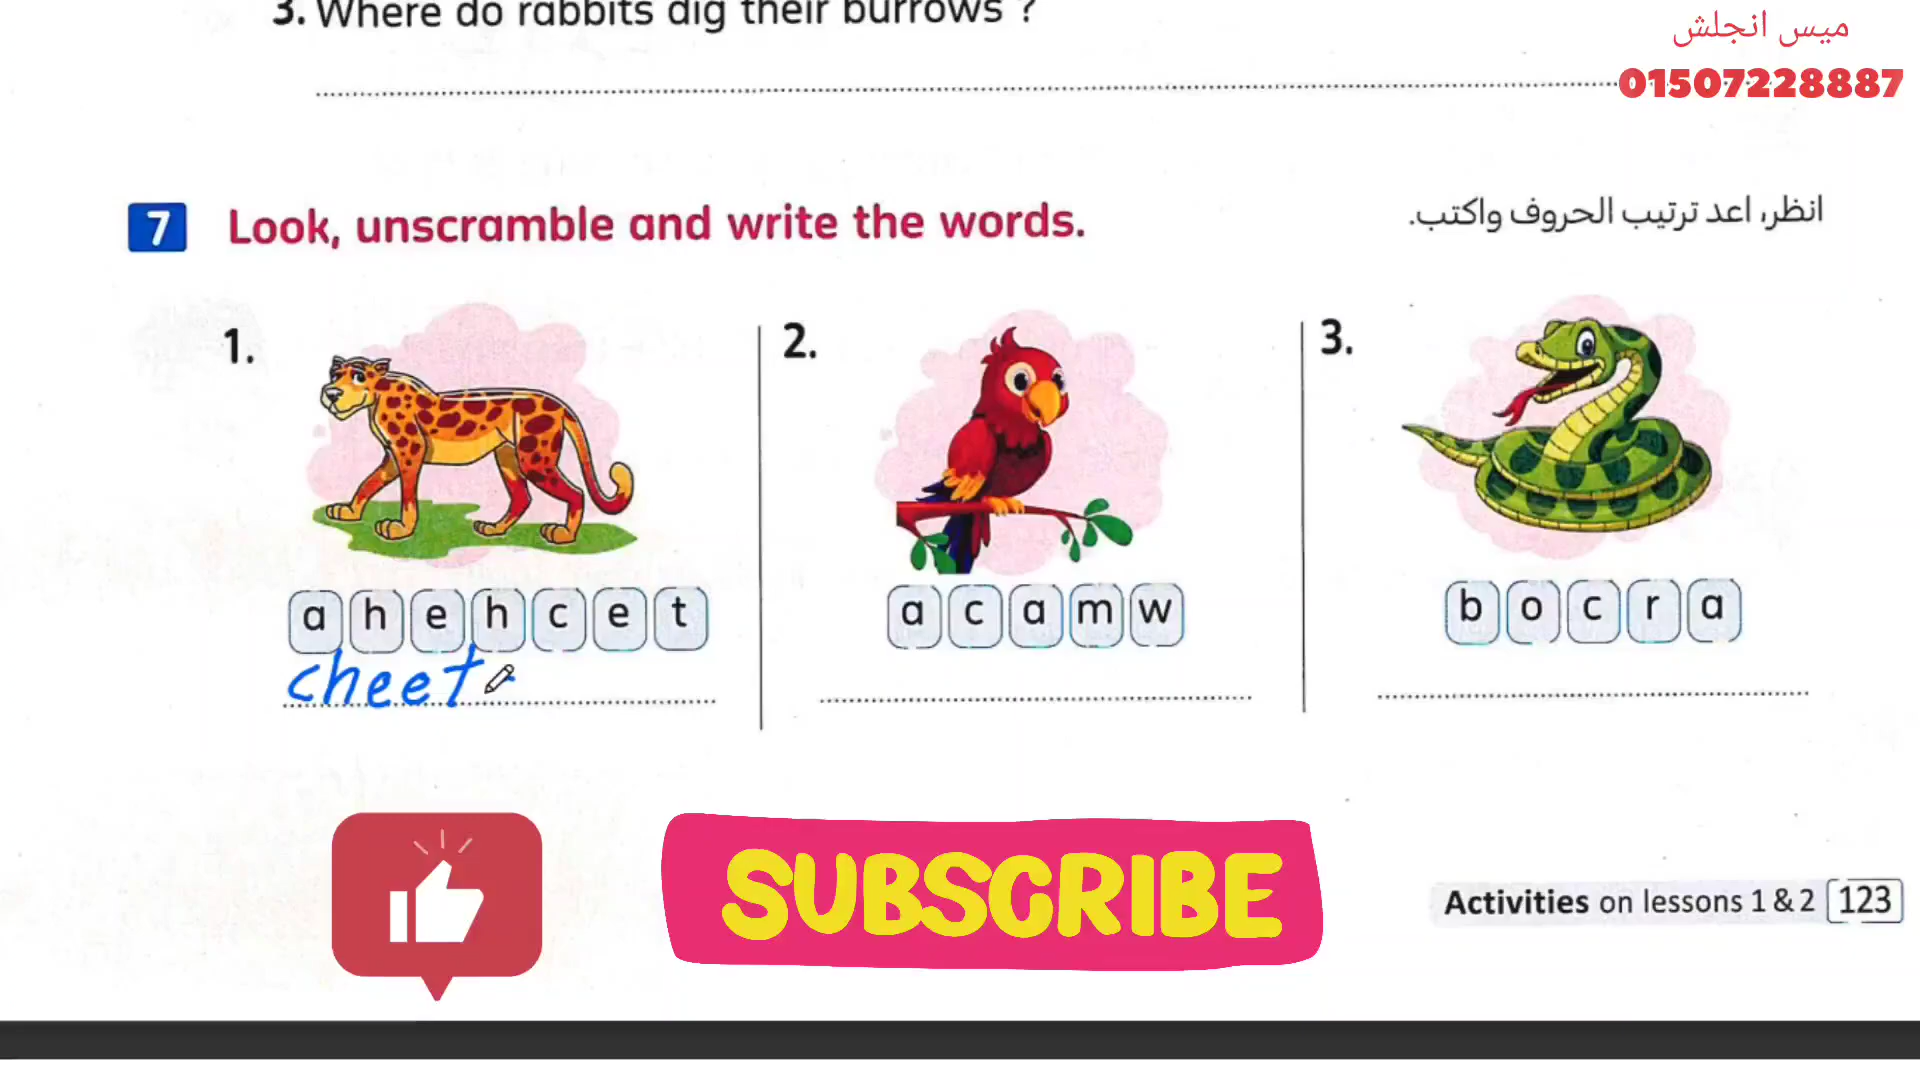 3. Where do rabbits dig their burrows ?
ميس انجلش
01507228887
7 Look, unscramble and write the words.
انظر، اعد ترتيب الحروف واكتب.
1.
2.
3.
a h e h c e t
a c a m w
b o c r a
cheet
SUBSCRIBE
Activities on lessons 1 & 2 123